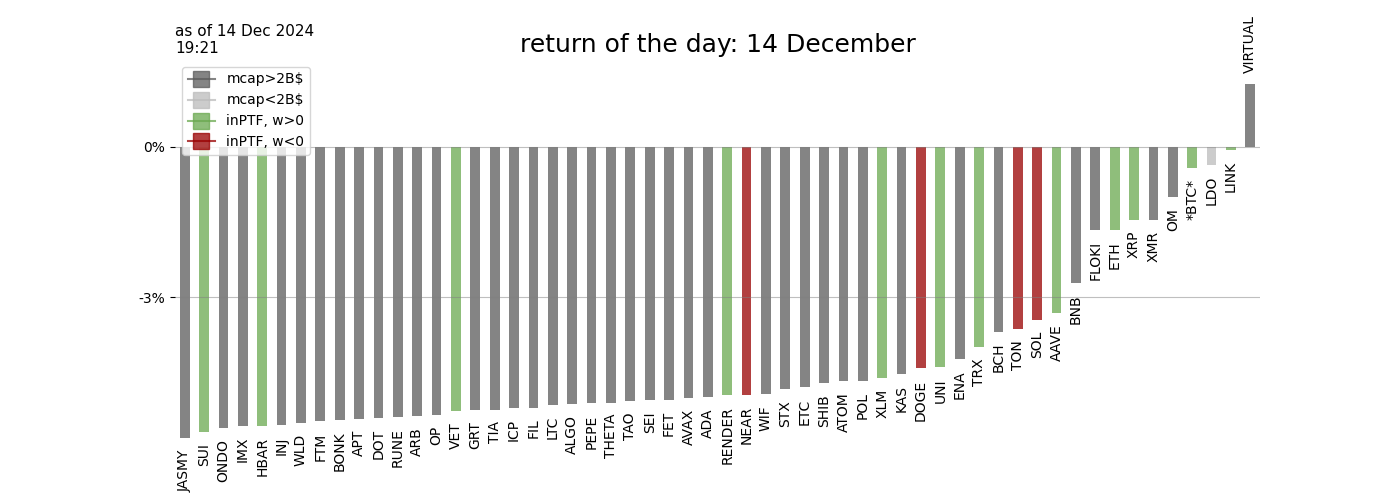 as of 14 Dec 2024
19:21
return of the day: 14 December
mcap>2B$
mcap<2B$
inPTF, w>0
inPTF, w<0
0%
-3%
JASMY
SUI
ONDO
IMX
HBAR
INJ
WLD
FTM
BONK
APT
DOT
RUNE
ARB
OP
VET
GRT
TIA
ICP
FIL
LTC
ALGO
PEPE
THETA
TAO
SEI
FET
AVAX
ADA
RENDER
NEAR
WIF
STX
ETC
SHIB
ATOM
POL
XLM
KAS
DOGE
UNI
ENA
TRX
BCH
TON
SOL
AAVE
BNB
FLOKI
ETH
XRP
XMR
OM
*BTC*
LDO
LINK
VIRTUAL